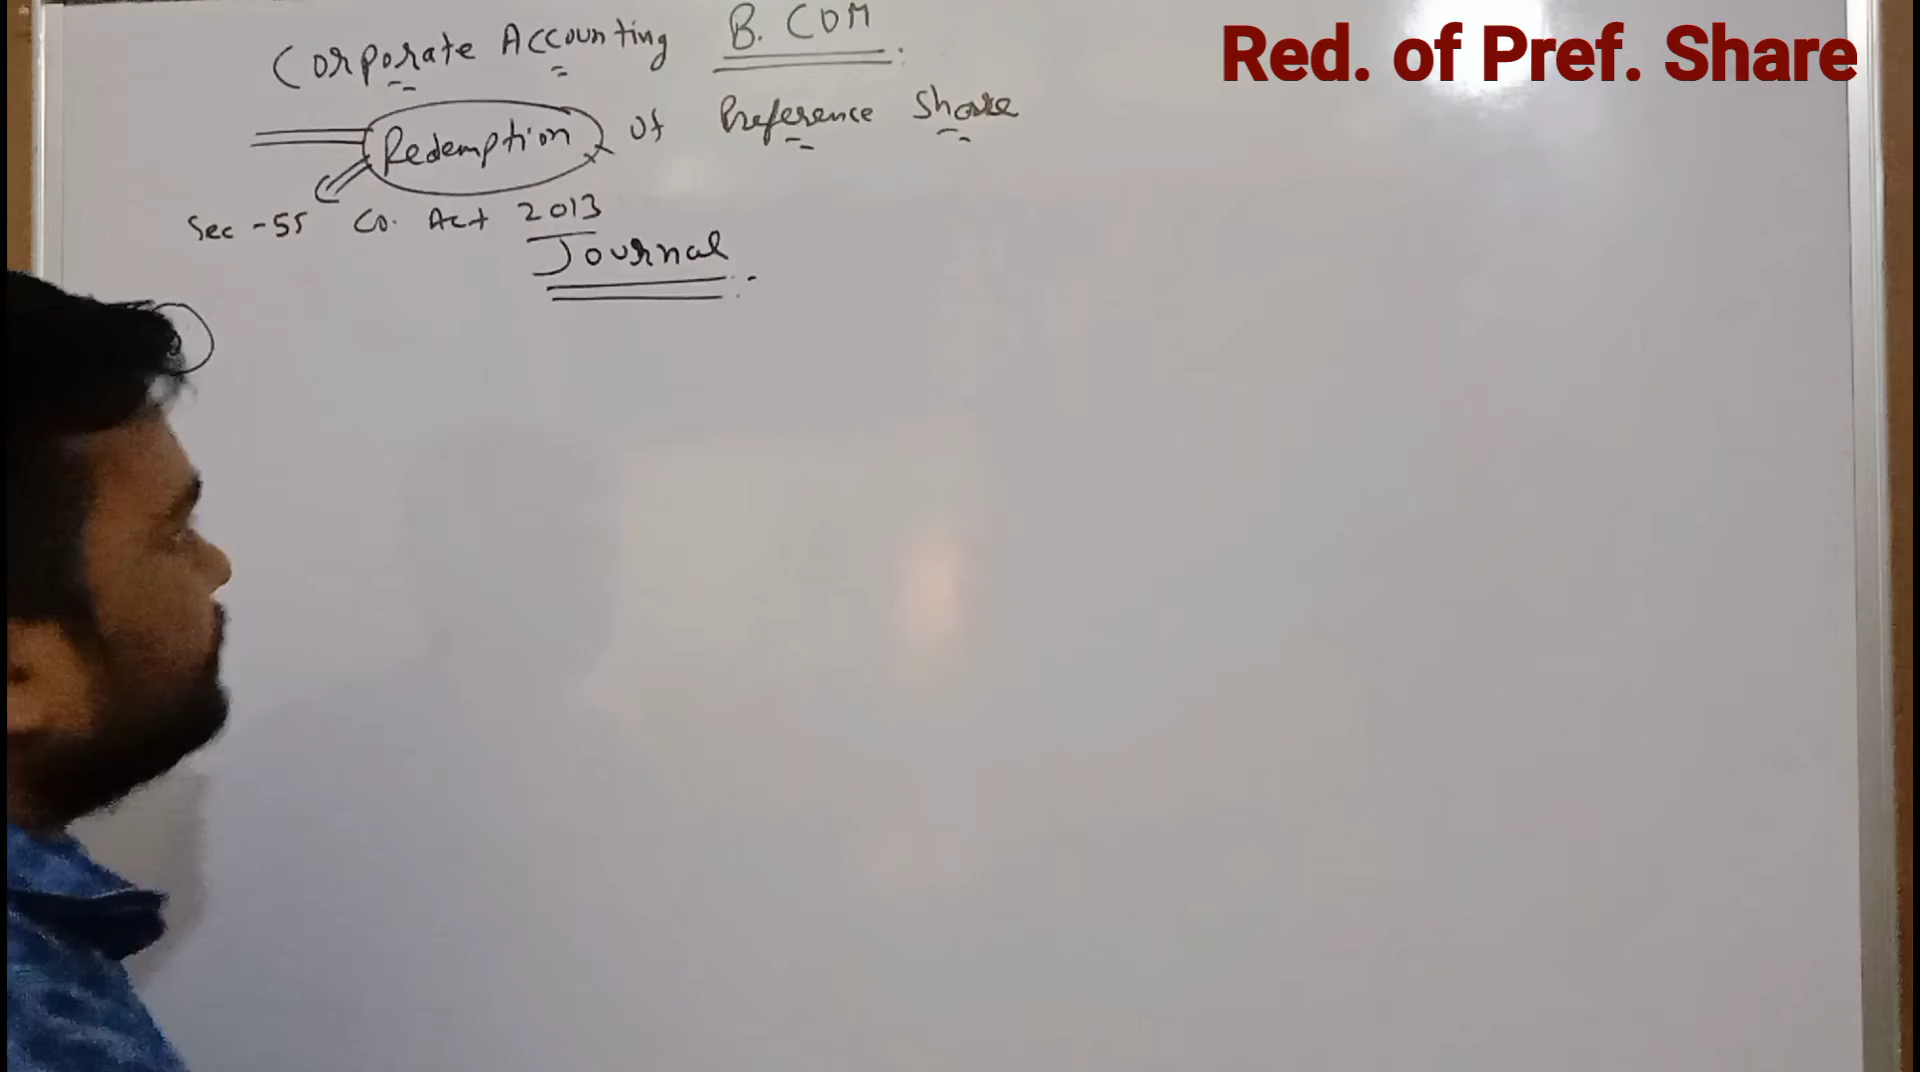 Corporate Accounting B. COM
Red. of Pref. Share
Redemption of Preference Share
Sec - 55 Co. Act 2013
Journal